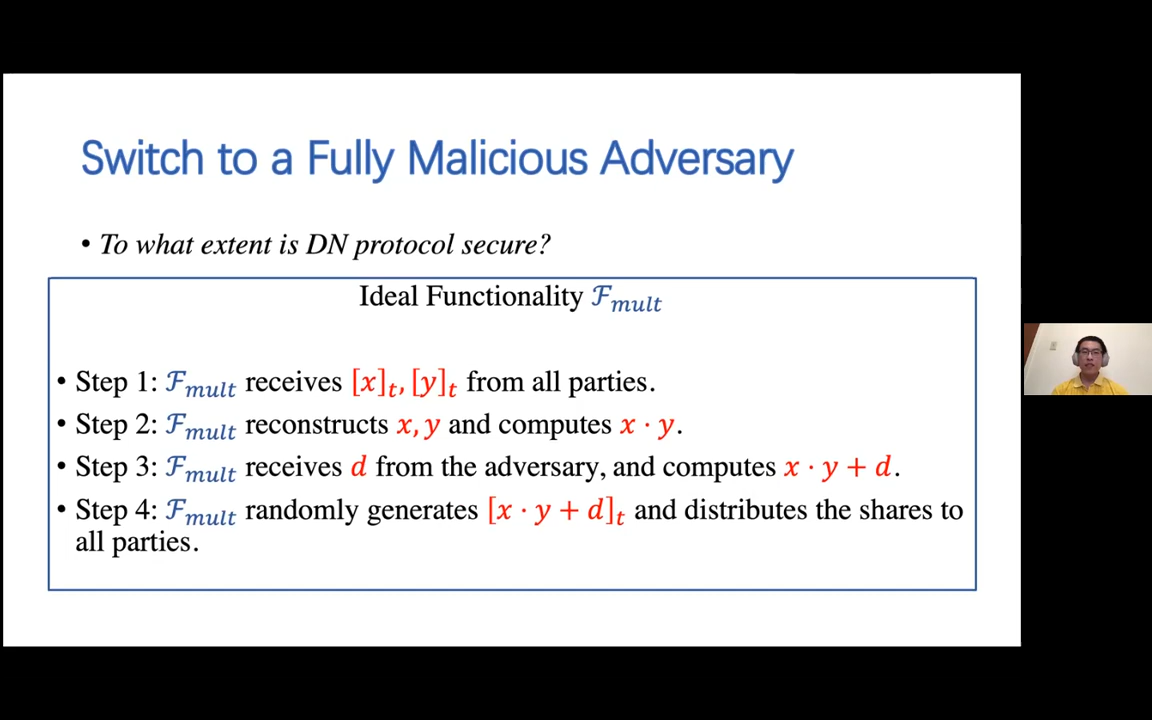 Switch to a Fully Malicious Adversary
• To what extent is DN protocol secure?
Ideal Functionality ℱ_mult
• Step 1: ℱ_mult receives [x]_t, [y]_t from all parties.
• Step 2: ℱ_mult reconstructs x, y and computes x · y.
• Step 3: ℱ_mult receives d from the adversary, and computes x · y + d.
• Step 4: ℱ_mult randomly generates [x · y + d]_t and distributes the shares to
all parties.